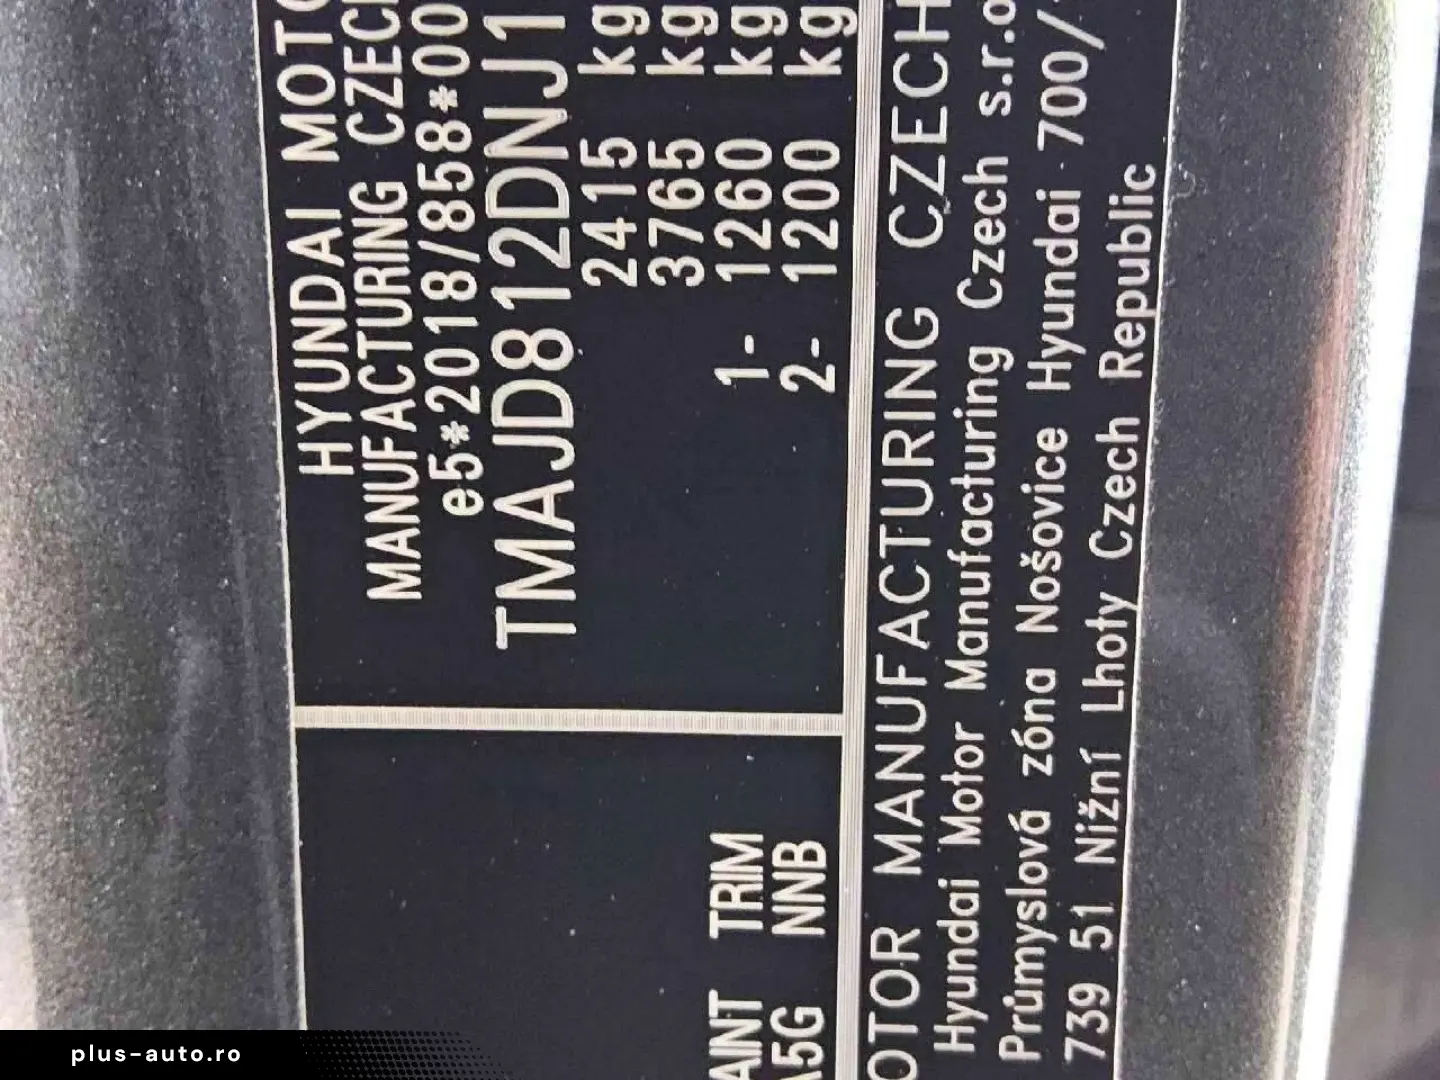 HYUNDAI MOTO
MANUFACTURING CZECH
e5*2018/858*00
TMAJD812DNJ1
2415 kg
3765 kg
1- 1260 kg
2- 1200 kg
AINT TRIM
A5G NNB
OTOR MANUFACTURING CZECH
Hyundai Motor Manufacturing Czech s.r.o
Průmyslová zóna Nošovice Hyundai 700/
739 51 Nižní Lhoty Czech Republic
plus-auto.ro